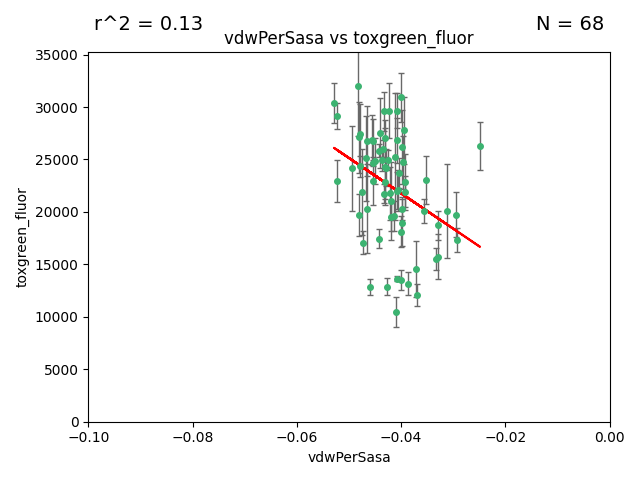 r^2 = 0.13
N = 68
vdwPerSasa vs toxgreen_fluor
35000
30000
25000
20000
15000
10000
5000
0
toxgreen_fluor
−0.10
−0.08
−0.06
−0.04
−0.02
0.00
vdwPerSasa